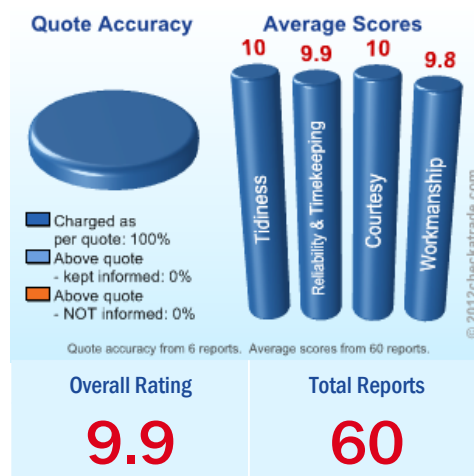 Quote Accuracy
Average Scores
10
9.9
10
9.8
Tidiness
Reliability & Timekeeping
Courtesy
Workmanship
Charged as
per quote: 100%
Above quote
- kept informed: 0%
Above quote
- NOT informed: 0%
© 2012checkatrade.com
Quote accuracy from 6 reports. Average scores from 60 reports.
Overall Rating
9.9
Total Reports
60